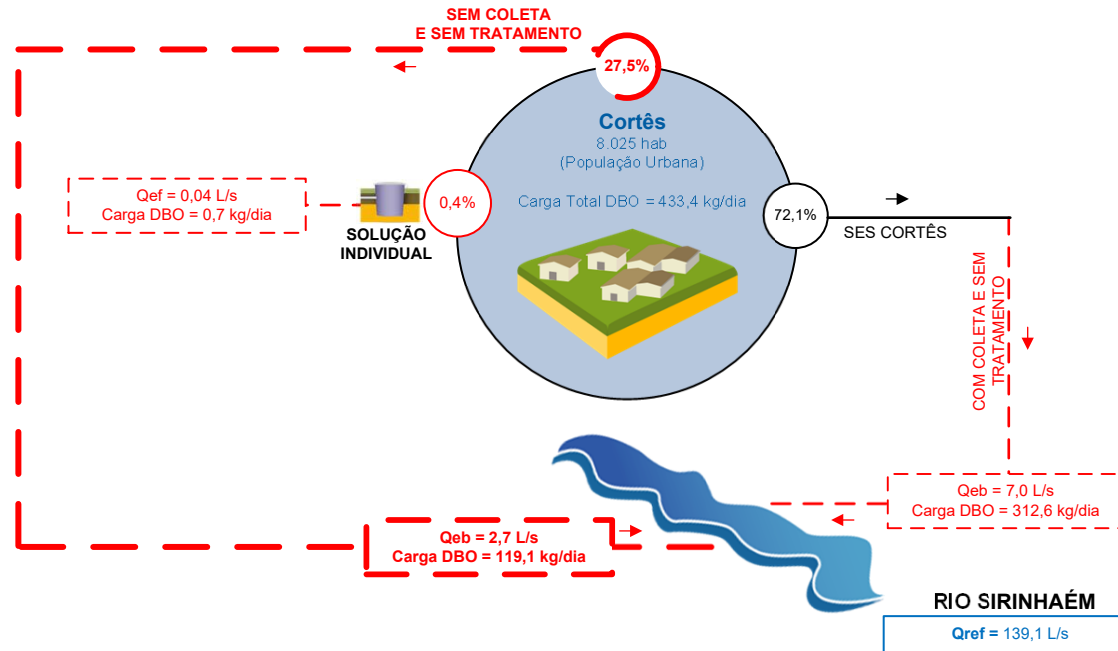 SEM COLETA
E SEM TRATAMENTO
27,5%
Cortês
8.025 hab
(População Urbana)
Carga Total DBO = 433,4 kg/dia
Qef = 0,04 L/s
Carga DBO = 0,7 kg/dia
SOLUÇÃO
INDIVIDUAL
0,4%
72,1%
SES CORTÊS
COM COLETA E SEM
TRATAMENTO
Qeb = 7,0 L/s
Carga DBO = 312,6 kg/dia
Qeb = 2,7 L/s
Carga DBO = 119,1 kg/dia
RIO SIRINHAÉM
Qref = 139,1 L/s